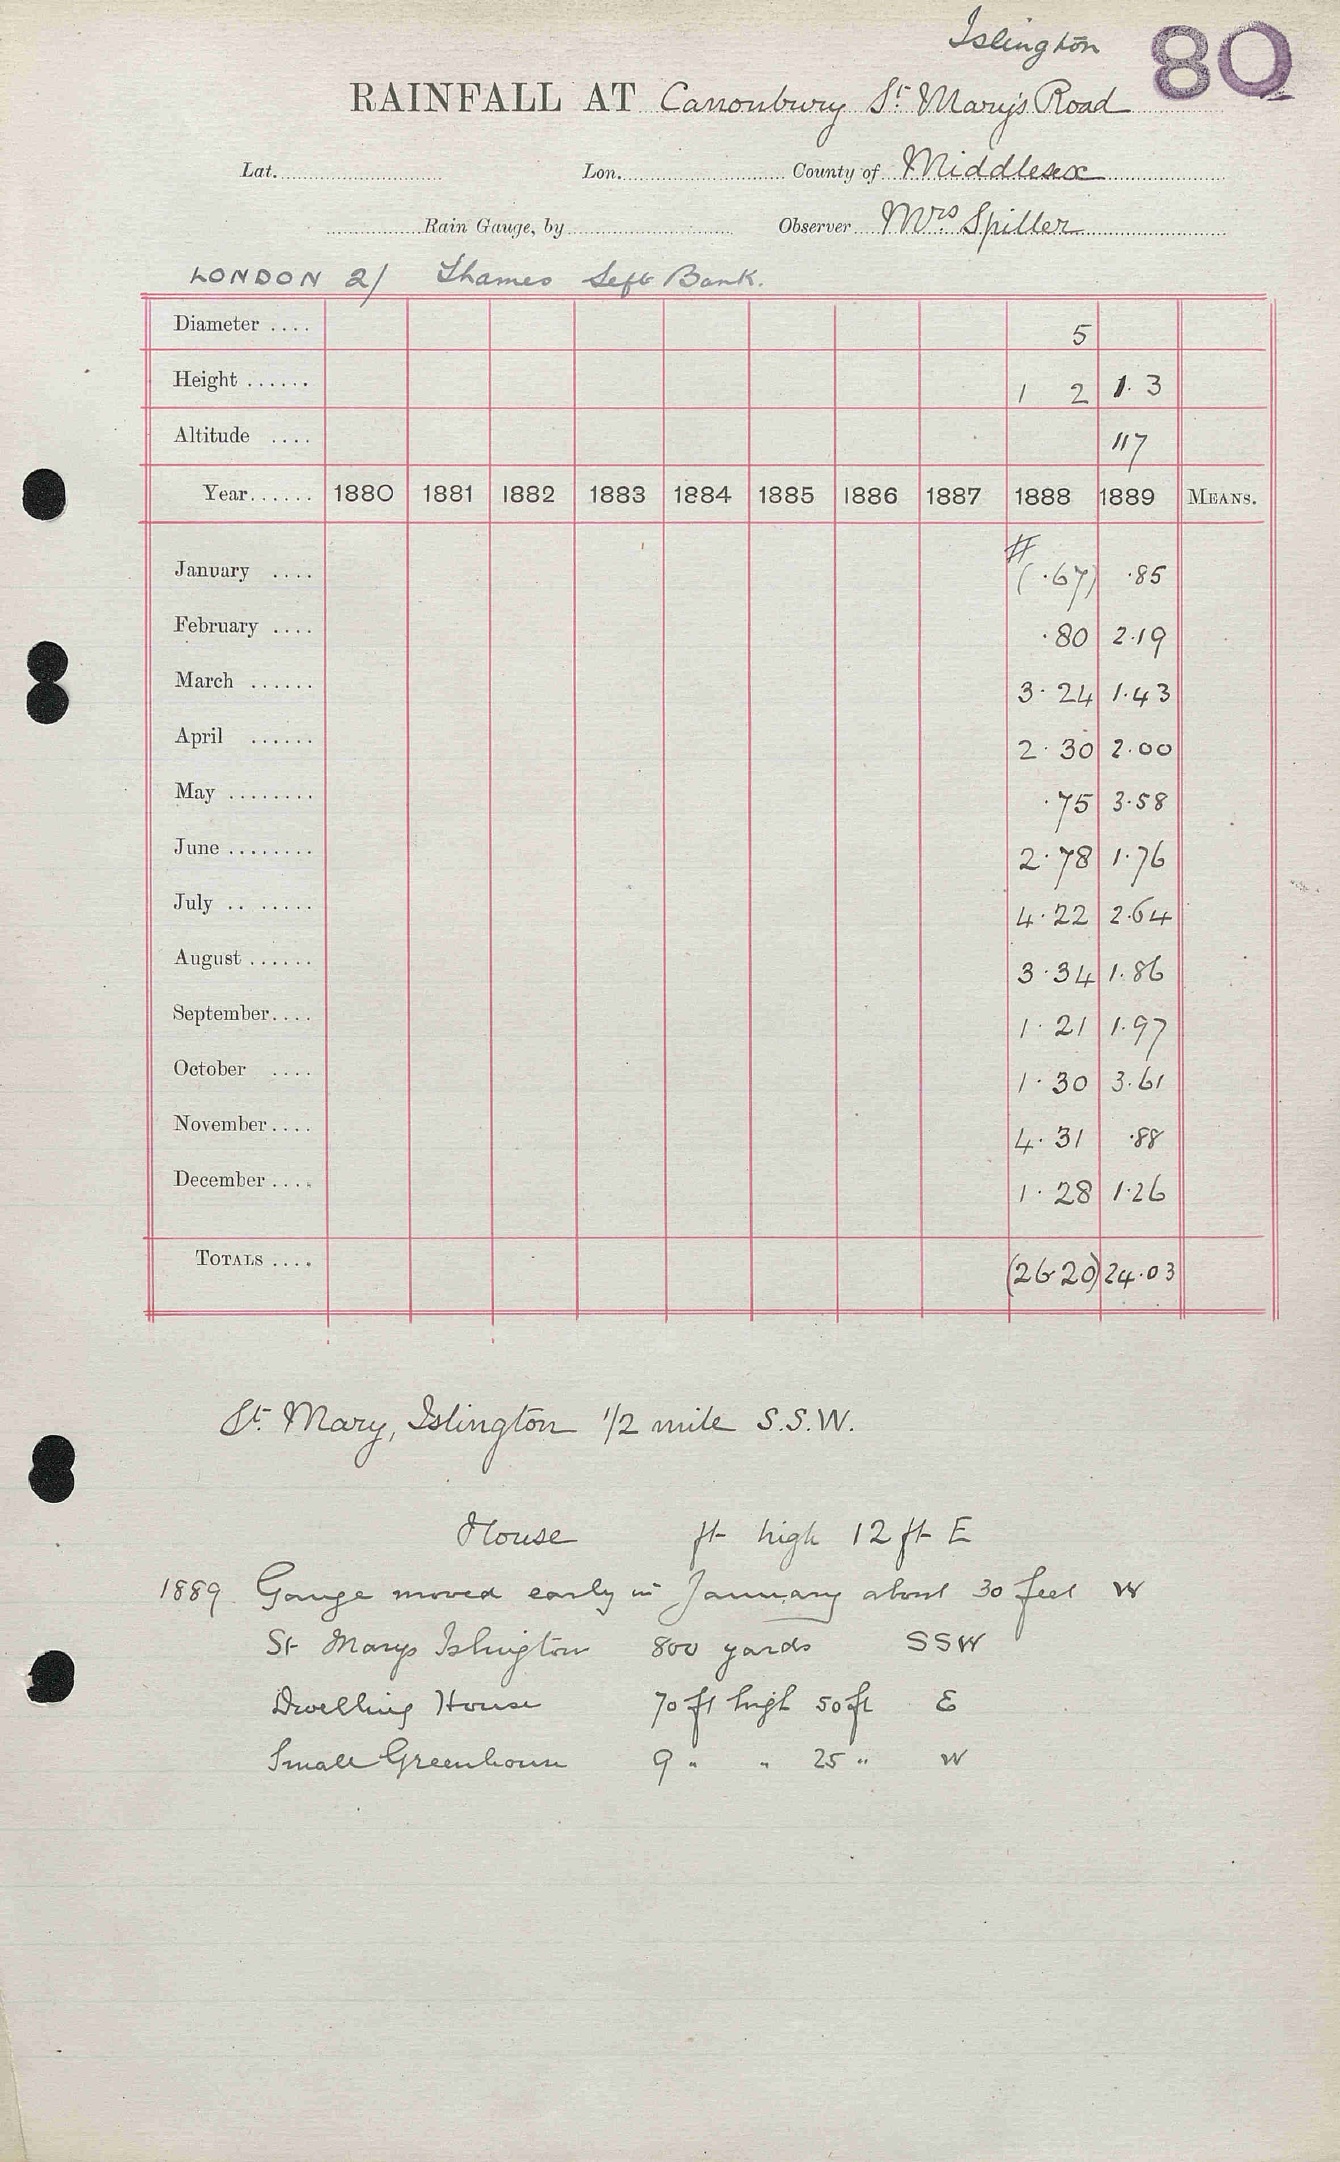 Islington 80
RAINFALL AT Canonbury St. Mary's Road
Lat. Lon. County of Middlesex
Rain Gauge, by Observer Mrs. Spiller
LONDON 2/ Thames Left Bank.
Diameter .... 5
Height ...... 1 2 1.3
Altitude .... 117
Year...... 1880 1881 1882 1883 1884 1885 1886 1887 1888 1889 MEANS.
#
January .... (.67) .85
February .... .80 2.19
March ...... 3.24 1.43
April ...... 2.30 2.00
May ........ .75 3.58
June ........ 2.78 1.76
July .. ..... 4.22 2.64
August ...... 3.34 1.86
September.... 1.21 1.97
October .... 1.30 3.61
November.... 4.31 .88
December.... 1.28 1.26
TOTALS .... (26.20) 24.03
St. Mary, Islington 1/2 mile S.S.W.
House ft high 12 ft E
1889 Gauge moved early in January about 30 feet W
St Marys Islington 800 yards SSW
Dwelling House 70 ft high 50 ft E
Small Greenhouse 9 " " 25 " W